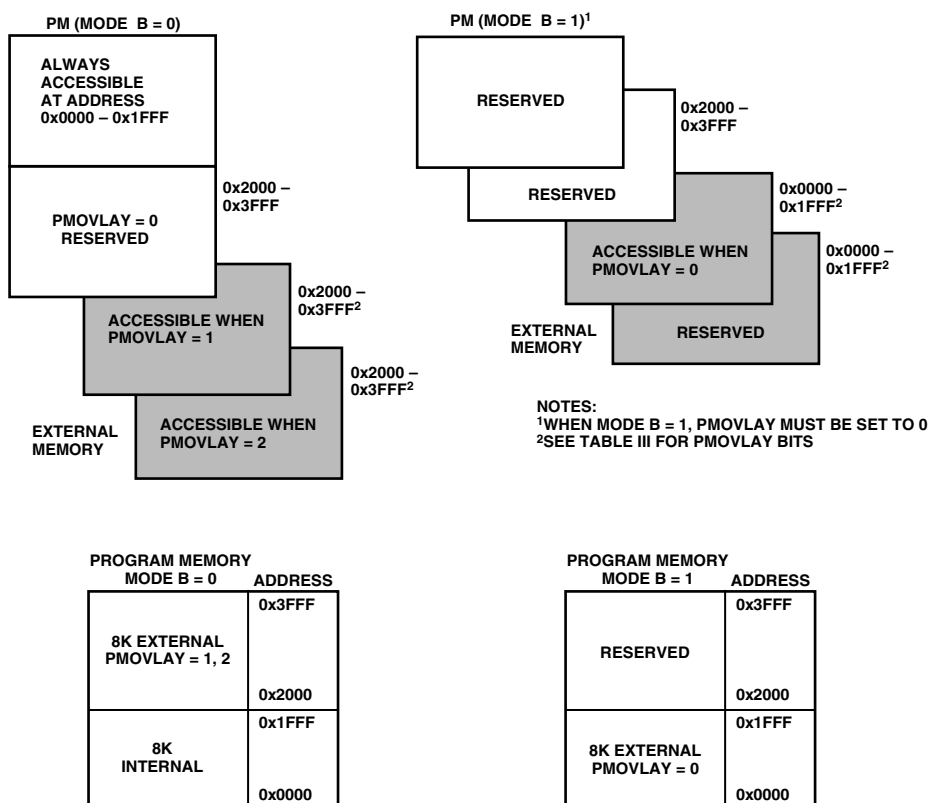 PM (MODE B = 0)
ALWAYS
ACCESSIBLE
AT ADDRESS
0x0000 – 0x1FFF
0x2000 –
0x3FFF
PMOVLAY = 0
RESERVED
0x2000 –
0x3FFF²
ACCESSIBLE WHEN
PMOVLAY = 1
0x2000 –
0x3FFF²
ACCESSIBLE WHEN
PMOVLAY = 2
EXTERNAL
MEMORY
PM (MODE B = 1)¹
RESERVED
0x2000 –
0x3FFF
RESERVED
0x0000 –
0x1FFF²
ACCESSIBLE WHEN
PMOVLAY = 0
0x0000 –
0x1FFF²
EXTERNAL
MEMORY
RESERVED
NOTES:
¹WHEN MODE B = 1, PMOVLAY MUST BE SET TO 0
²SEE TABLE III FOR PMOVLAY BITS
PROGRAM MEMORY
MODE B = 0 ADDRESS
0x3FFF
8K EXTERNAL
PMOVLAY = 1, 2
0x2000
0x1FFF
8K
INTERNAL
0x0000
PROGRAM MEMORY
MODE B = 1 ADDRESS
0x3FFF
RESERVED
0x2000
0x1FFF
8K EXTERNAL
PMOVLAY = 0
0x0000